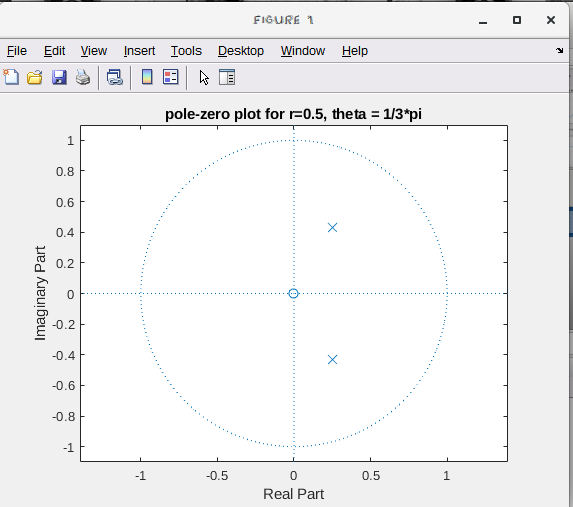 FIGURE 1
File Edit View Insert Tools Desktop Window Help
pole-zero plot for r=0.5, theta = 1/3*pi
1
0.8
0.6
0.4
0.2
0
-0.2
-0.4
-0.6
-0.8
-1
Imaginary Part
-1 -0.5 0 0.5 1
Real Part